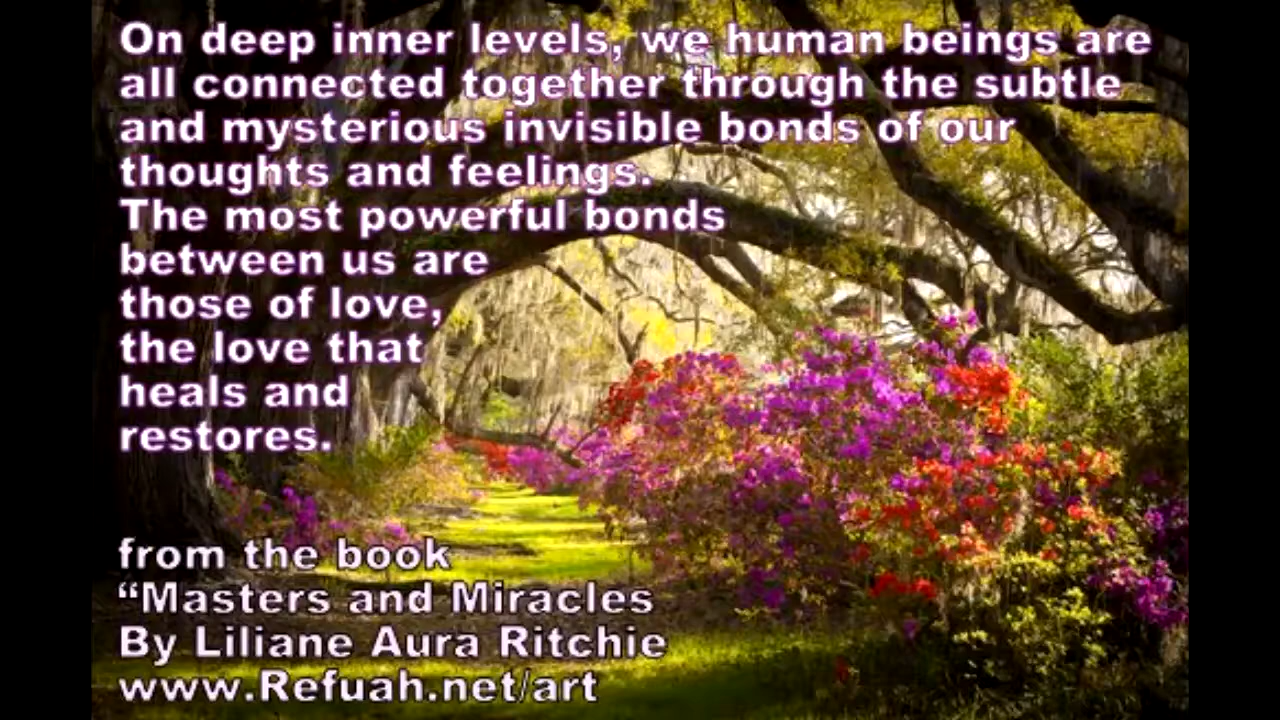 On deep inner levels, we human beings are
all connected together through the subtle
and mysterious invisible bonds of our
thoughts and feelings.
The most powerful bonds
between us are
those of love,
the love that
heals and
restores.
from the book
“Masters and Miracles
By Liliane Aura Ritchie
www.Refuah.net/art